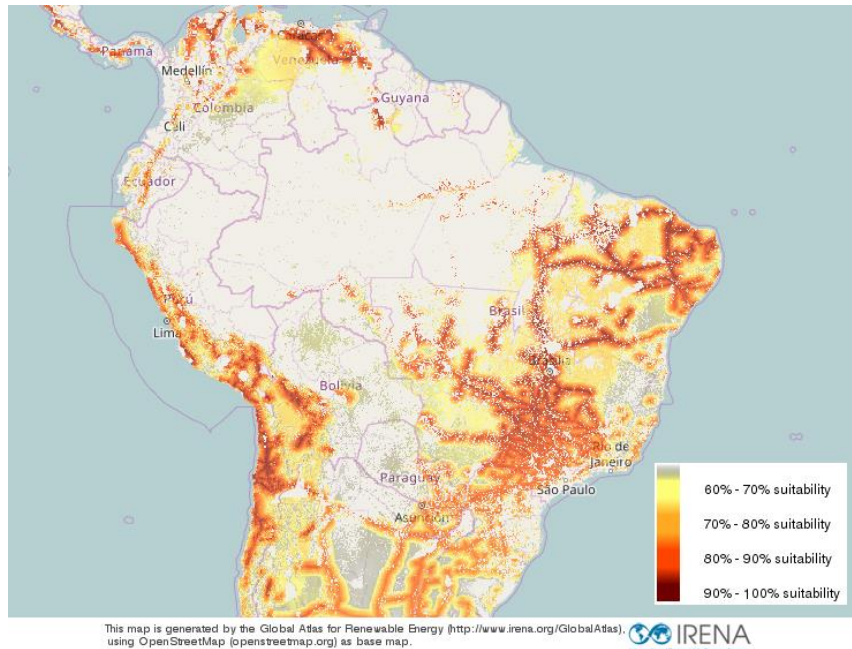 Panamá
Caracas
Venezuela
Medellín
Guyana
Colombia
Cali
Ecuador
Perú
Lima
Brasil
Brasília
Bolivia
Rio de
Janeiro
Paraguay
São Paulo
Asunción
60% - 70% suitability
70% - 80% suitability
80% - 90% suitability
90% - 100% suitability
This map is generated by the Global Atlas for Renewable Energy (http://www.irena.org/GlobalAtlas),
using OpenStreetMap (openstreetmap.org) as base map.
IRENA